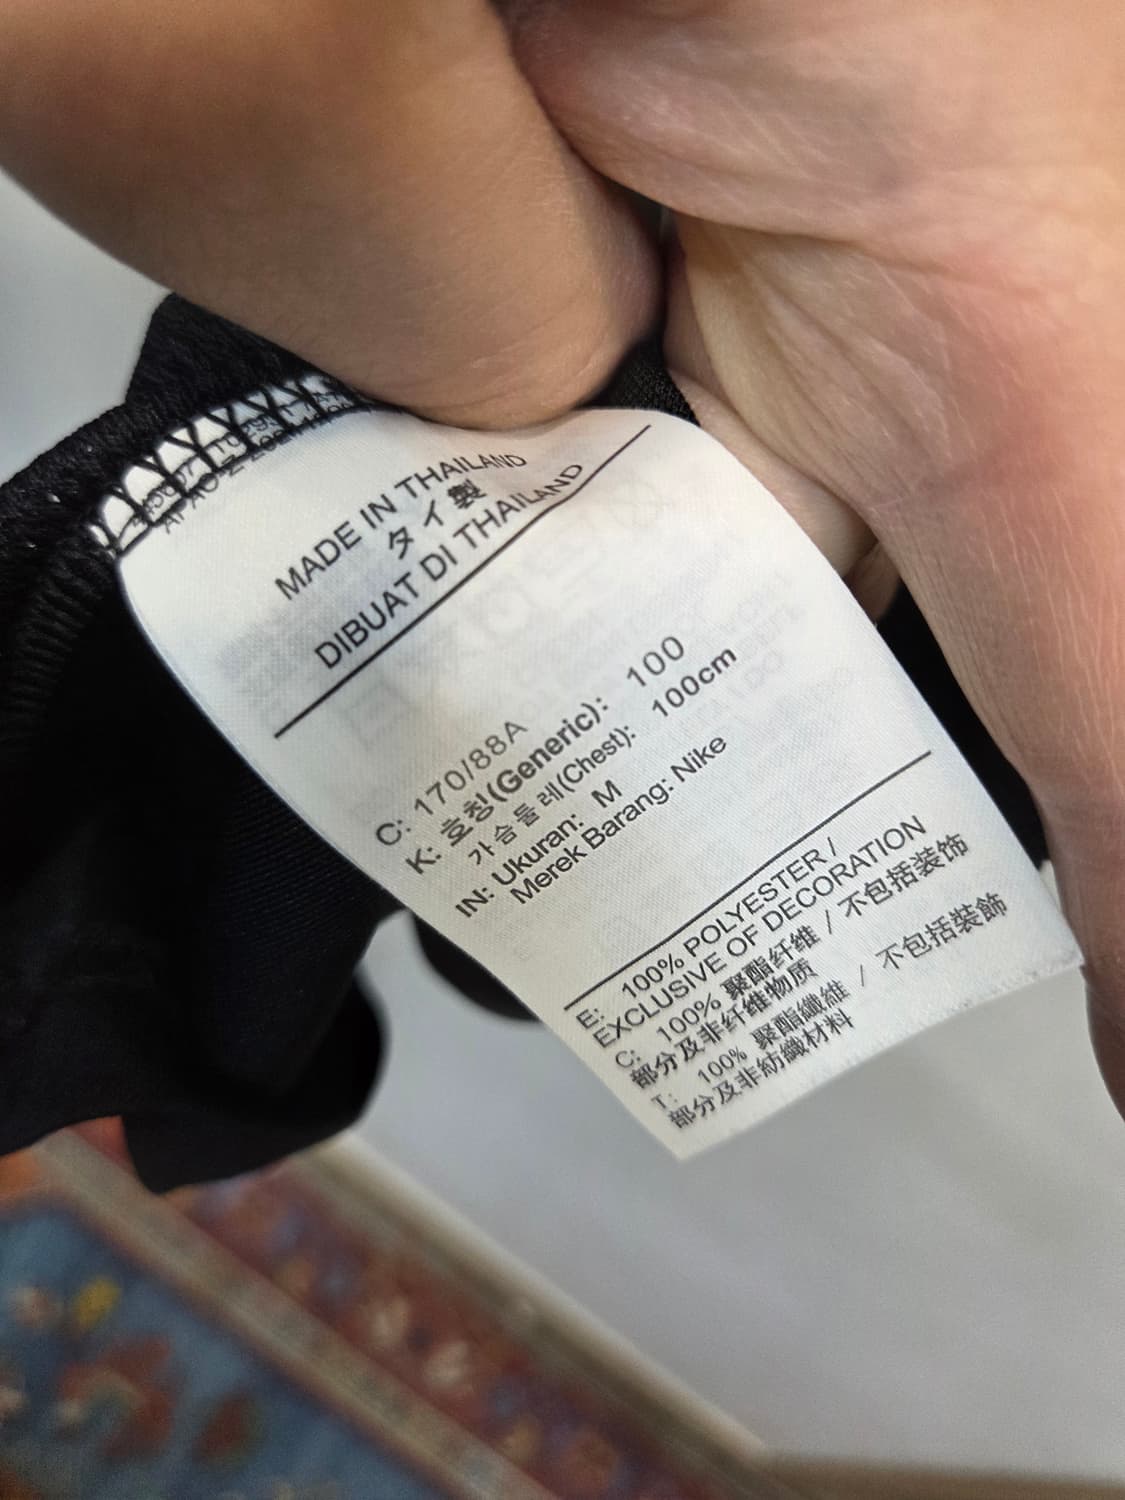 MADE IN THAILAND
タイ製
DIBUAT DI THAILAND
C: 170/88A
K: 호칭(Generic): 100
가슴둘레(Chest): 100cm
IN: Ukuran: M
Merek Barang: Nike
E: 100% POLYESTER /
EXCLUSIVE OF DECORATION
C: 100% 聚酯纤维 / 不包括装饰
部分及非纤维物质
T: 100% 聚酯纖維 / 不包括裝飾
部分及非紡織材料